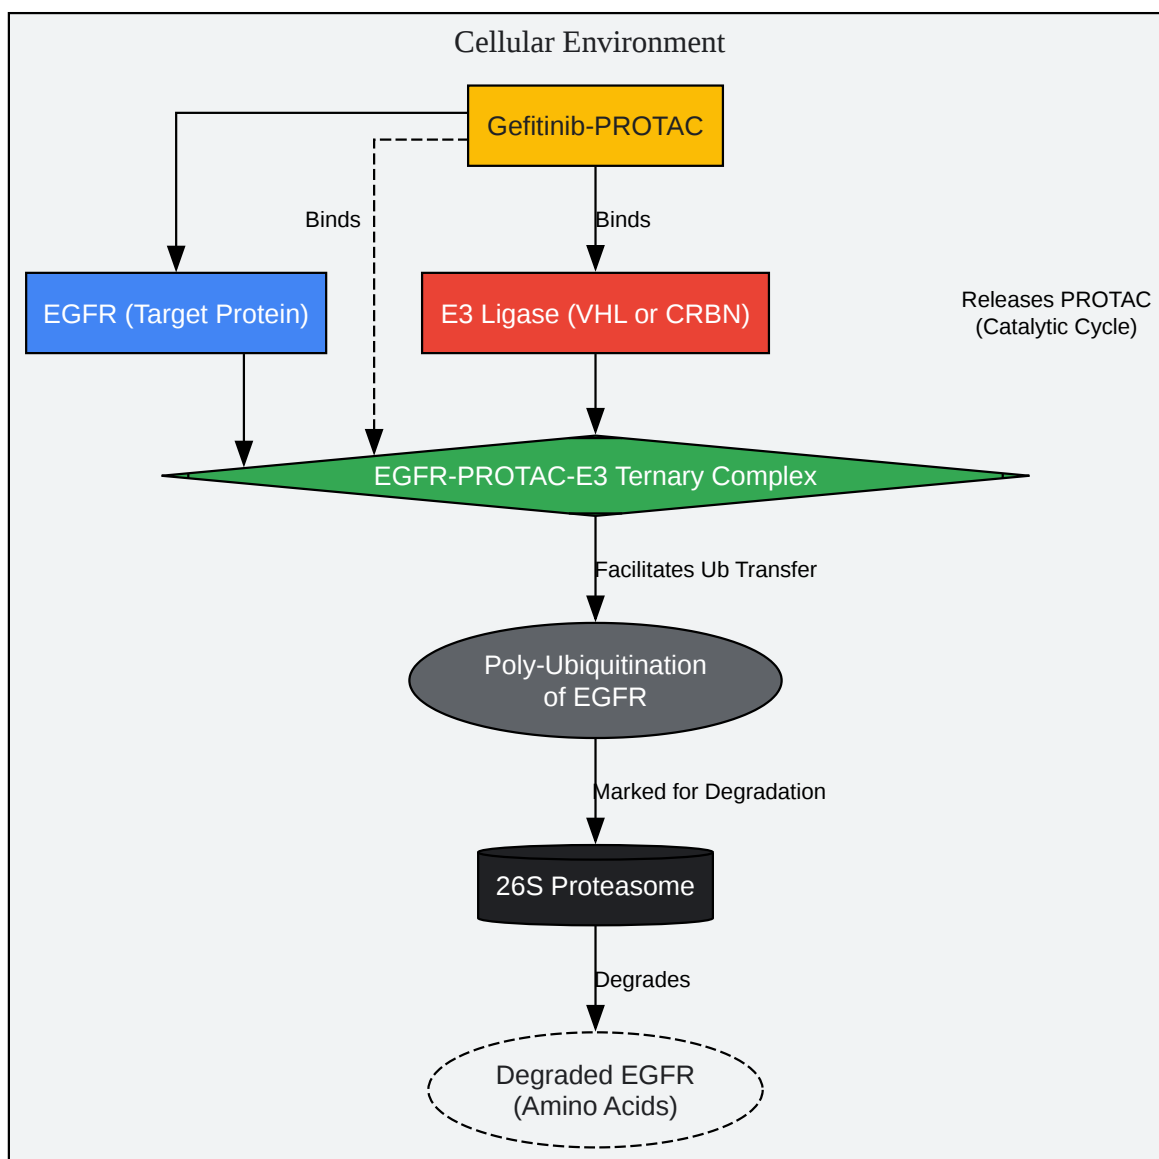 Cellular Environment
Gefitinib-PROTAC
Binds
Binds
EGFR (Target Protein)
E3 Ligase (VHL or CRBN)
Releases PROTAC
(Catalytic Cycle)
EGFR-PROTAC-E3 Ternary Complex
Facilitates Ub Transfer
Poly-Ubiquitination
of EGFR
Marked for Degradation
26S Proteasome
Degrades
Degraded EGFR
(Amino Acids)